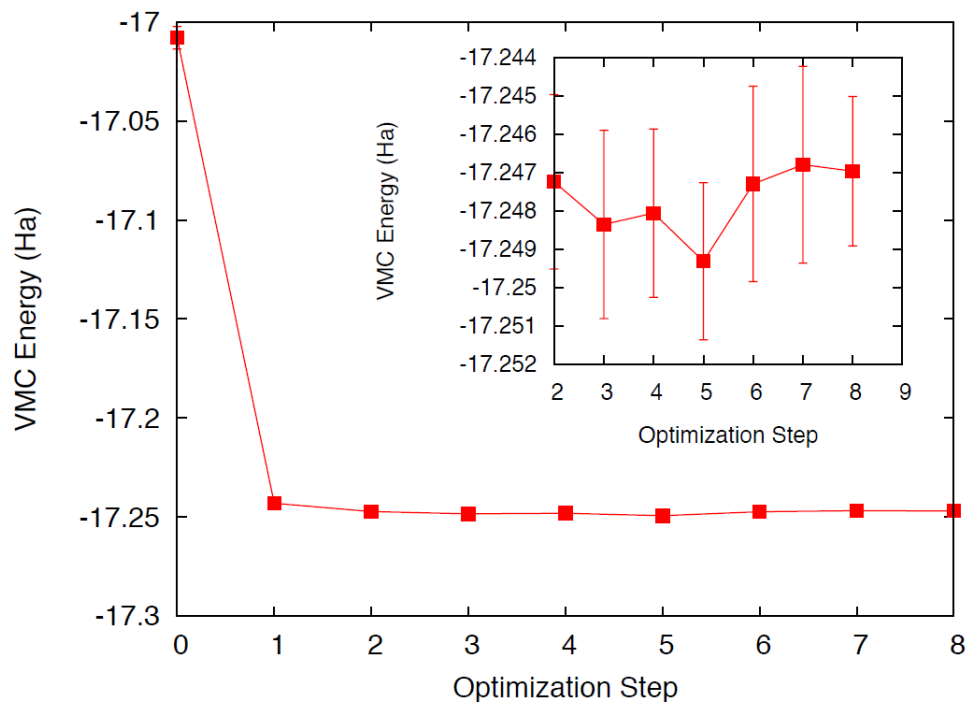 -17
-17.05
-17.1
-17.15
-17.2
-17.25
-17.3
VMC Energy (Ha)
0 1 2 3 4 5 6 7 8
Optimization Step
-17.244
-17.245
-17.246
-17.247
-17.248
-17.249
-17.25
-17.251
-17.252
VMC Energy (Ha)
2 3 4 5 6 7 8 9
Optimization Step